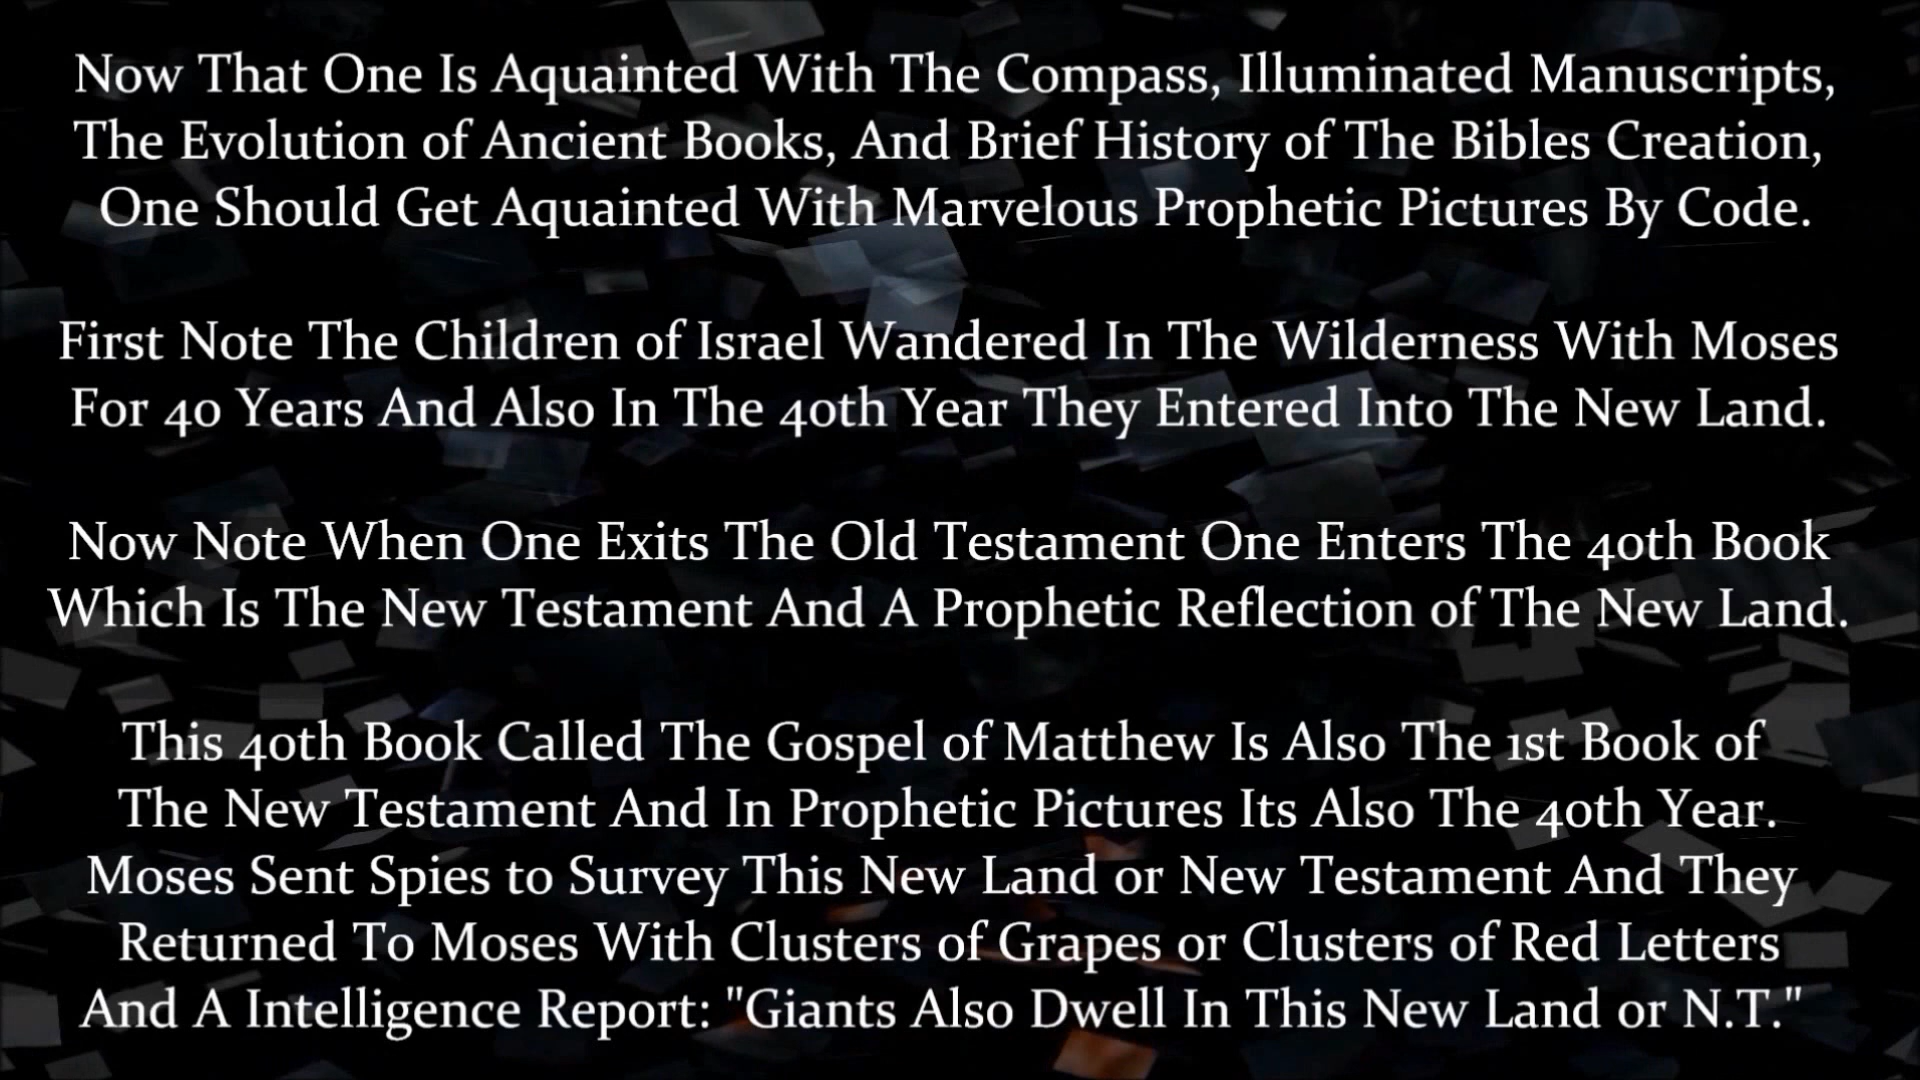 Now That One Is Aquainted With The Compass, Illuminated Manuscripts,
The Evolution of Ancient Books, And Brief History of The Bibles Creation,
One Should Get Aquainted With Marvelous Prophetic Pictures By Code.
First Note The Children of Israel Wandered In The Wilderness With Moses
For 40 Years And Also In The 40th Year They Entered Into The New Land.
Now Note When One Exits The Old Testament One Enters The 40th Book
Which Is The New Testament And A Prophetic Reflection of The New Land.
This 40th Book Called The Gospel of Matthew Is Also The 1st Book of
The New Testament And In Prophetic Pictures Its Also The 40th Year.
Moses Sent Spies to Survey This New Land or New Testament And They
Returned To Moses With Clusters of Grapes or Clusters of Red Letters
And A Intelligence Report: "Giants Also Dwell In This New Land or N.T."